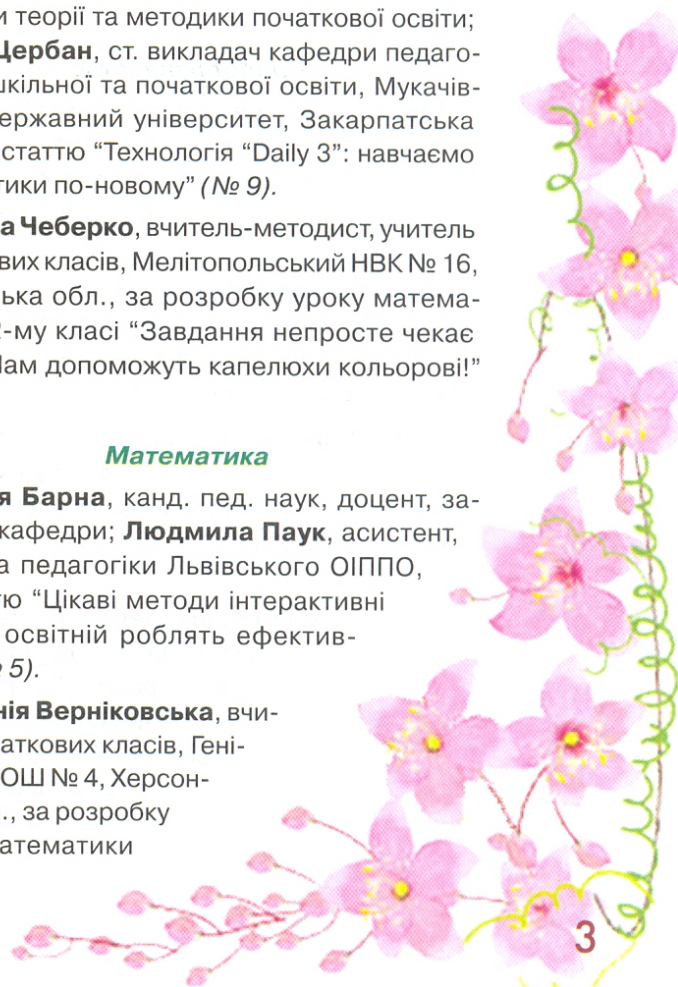 и теорії та методики початкової освіти;
Цербан, ст. викладач кафедри педаго-
шкільної та початкової освіти, Мукачів-
ержавний університет, Закарпатська
статтю “Технологія “Daily 3”: навчаємо
тики по-новому” (№ 9).
а Чеберко, вчитель-методист, учитель
вих класів, Мелітопольський НВК № 16,
ька обл., за розробку уроку матема-
2-му класі “Завдання непросте чекає
Нам допоможуть капелюхи кольорові!”
Математика
я Барна, канд. пед. наук, доцент, за-
кафедри; Людмила Паук, асистент,
а педагогіки Львівського ОІППО,
тю “Цікаві методи інтерактивні
освітній роблять ефектив-
№ 5).
нія Верніковська, вчи-
аткових класів, Гені-
ОШ № 4, Херсон-
., за розробку
атематики
3